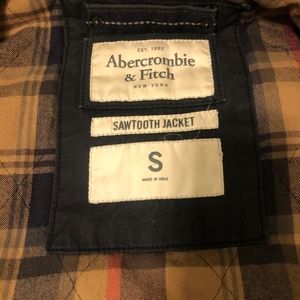 EST. 1892
Abercrombie
& Fitch
NEW YORK
SAWTOOTH JACKET
S
MADE IN INDIA